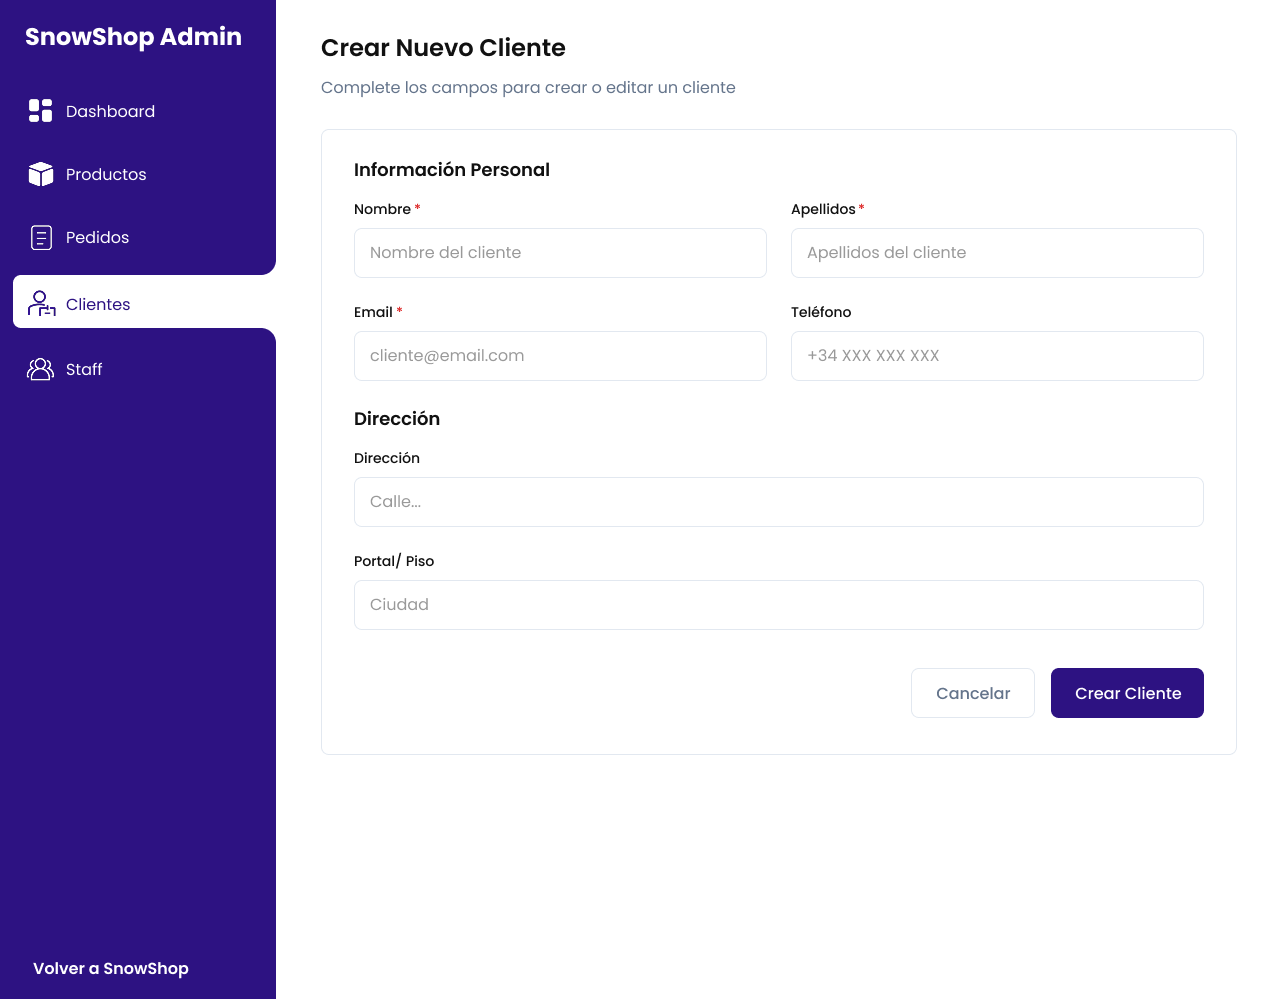 SnowShop Admin
Dashboard
Productos
Pedidos
Clientes
Staff
Volver a SnowShop
Crear Nuevo Cliente
Complete los campos para crear o editar un cliente
Información Personal
Nombre * Apellidos *
Nombre del cliente Apellidos del cliente
Email * Teléfono
cliente@email.com +34 XXX XXX XXX
Dirección
Dirección
Calle...
Portal/ Piso
Ciudad
Cancelar Crear Cliente